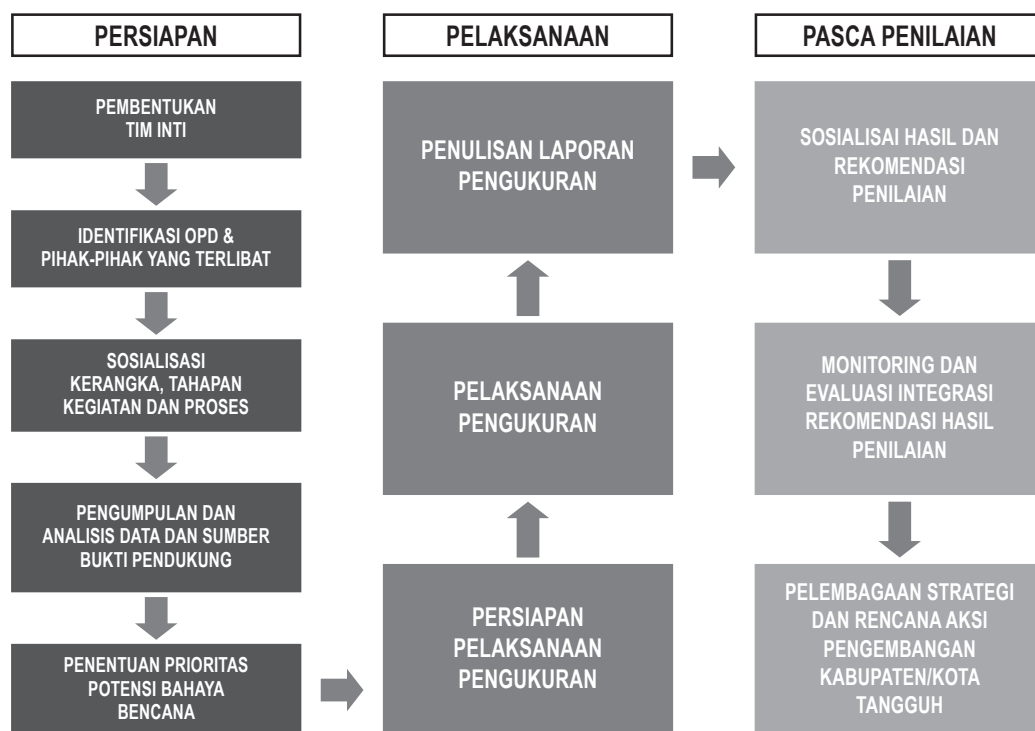 PERSIAPAN
PEMBENTUKAN
TIM INTI
IDENTIFIKASI OPD &
PIHAK-PIHAK YANG TERLIBAT
SOSIALISASI
KERANGKA, TAHAPAN
KEGIATAN DAN PROSES
PENGUMPULAN DAN
ANALISIS DATA DAN SUMBER
BUKTI PENDUKUNG
PENENTUAN PRIORITAS
POTENSI BAHAYA
BENCANA
PELAKSANAAN
PENULISAN LAPORAN
PENGUKURAN
PELAKSANAAN
PENGUKURAN
PERSIAPAN
PELAKSANAAN
PENGUKURAN
PASCA PENILAIAN
SOSIALISAI HASIL DAN
REKOMENDASI
PENILAIAN
MONITORING DAN
EVALUASI INTEGRASI
REKOMENDASI HASIL
PENILAIAN
PELEMBAGAAN STRATEGI
DAN RENCANA AKSI
PENGEMBANGAN
KABUPATEN/KOTA
TANGGUH